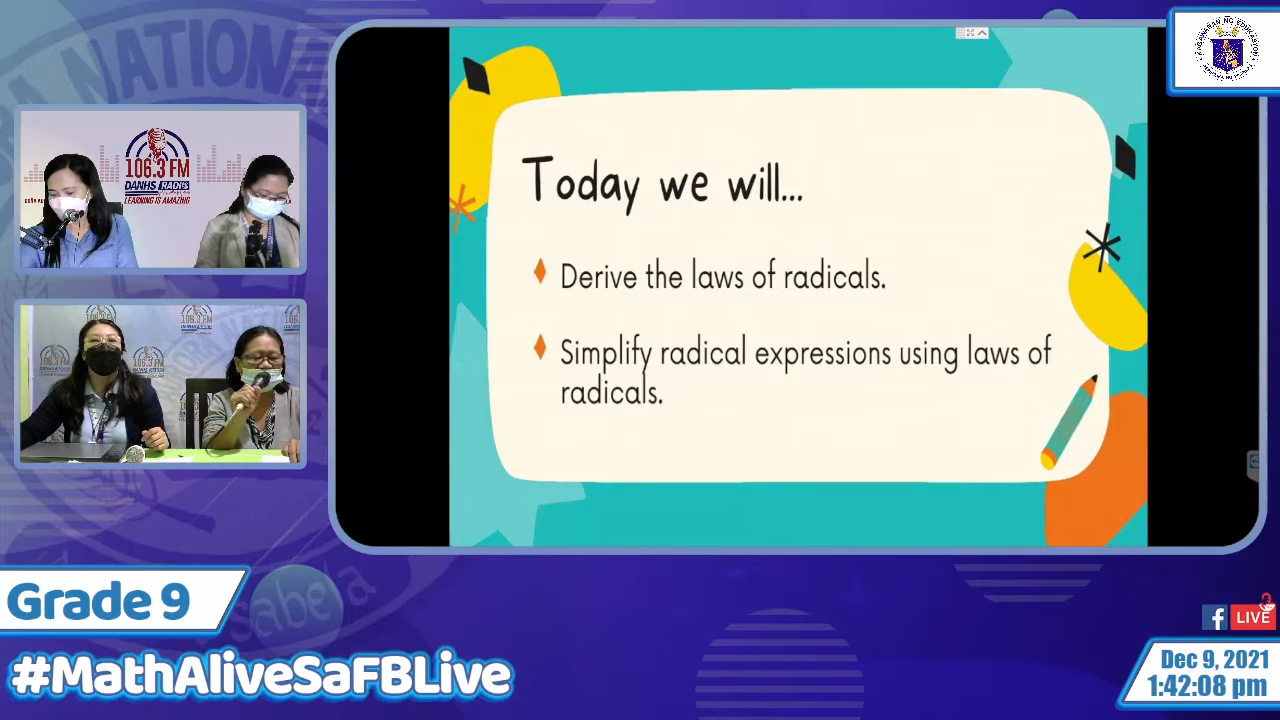 106.3 FM
DANHS RADIO
LEARNING IS AMAZING
Today we will...
Derive the laws of radicals.
Simplify radical expressions using laws of
radicals.
Grade 9
#MathAliveSaFBLive
LIVE
Dec 9, 2021
1:42:08 pm